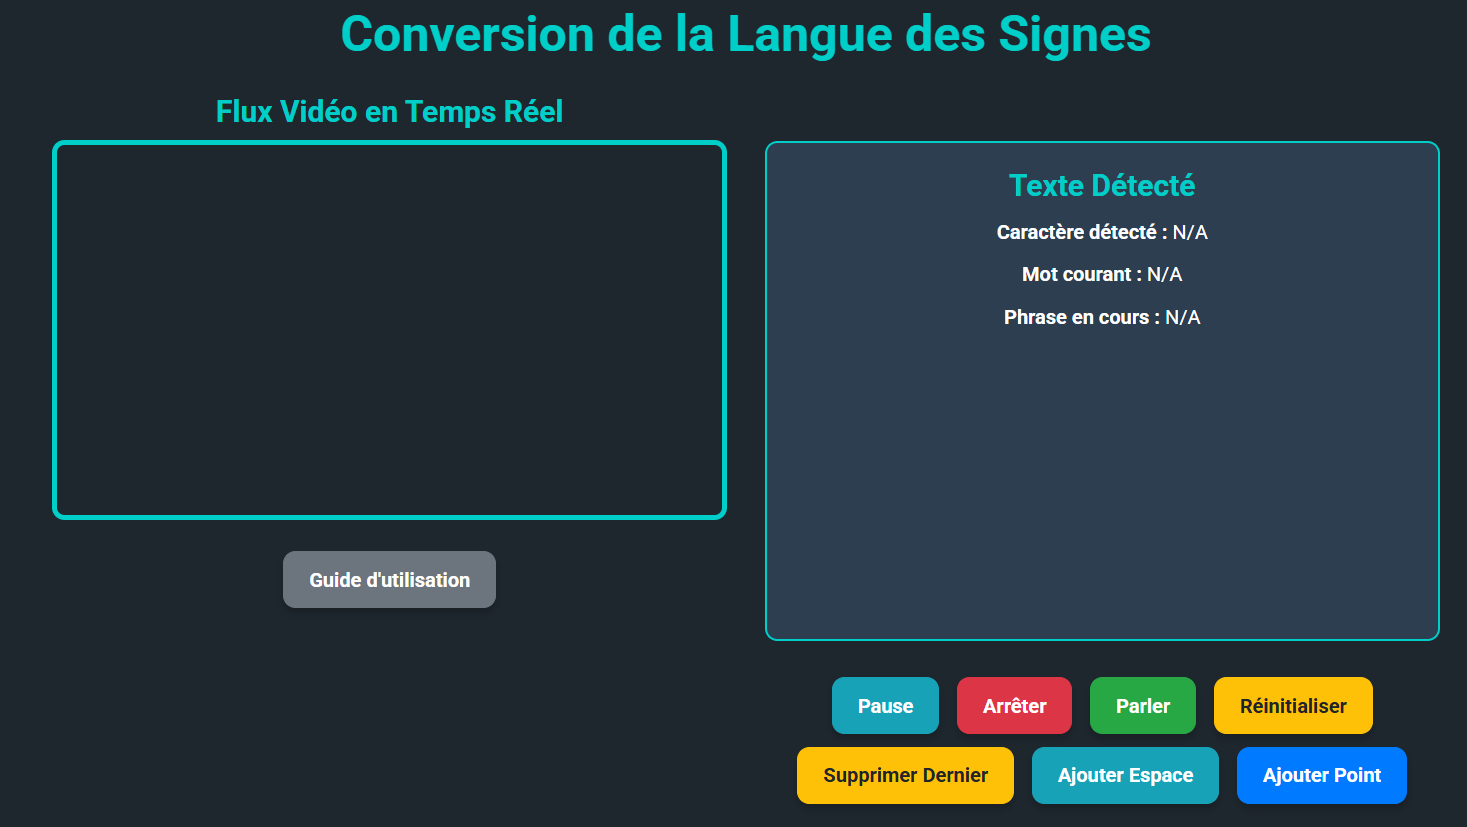 Conversion de la Langue des Signes
Flux Vidéo en Temps Réel
Guide d'utilisation
Texte Détecté
Caractère détecté : N/A
Mot courant : N/A
Phrase en cours : N/A
Pause
Arrêter
Parler
Réinitialiser
Supprimer Dernier
Ajouter Espace
Ajouter Point